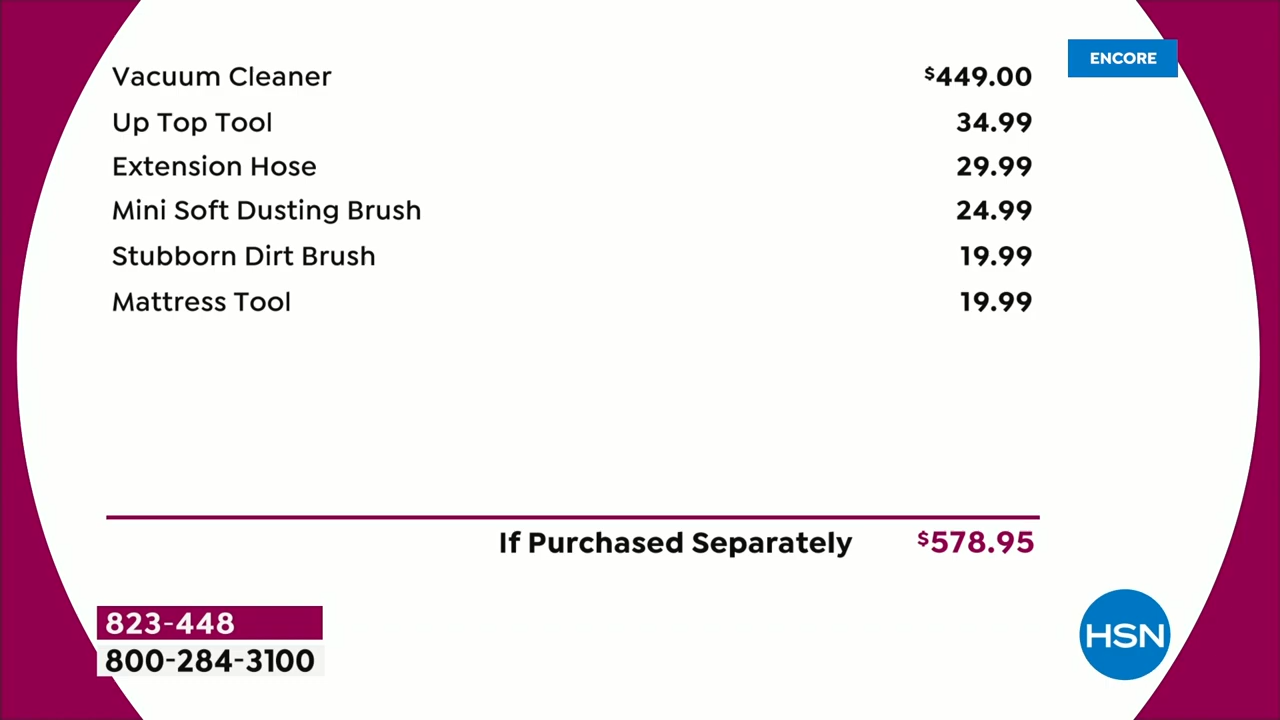 ENCORE
Vacuum Cleaner $449.00
Up Top Tool 34.99
Extension Hose 29.99
Mini Soft Dusting Brush 24.99
Stubborn Dirt Brush 19.99
Mattress Tool 19.99
If Purchased Separately $578.95
823-448
800-284-3100
HSN